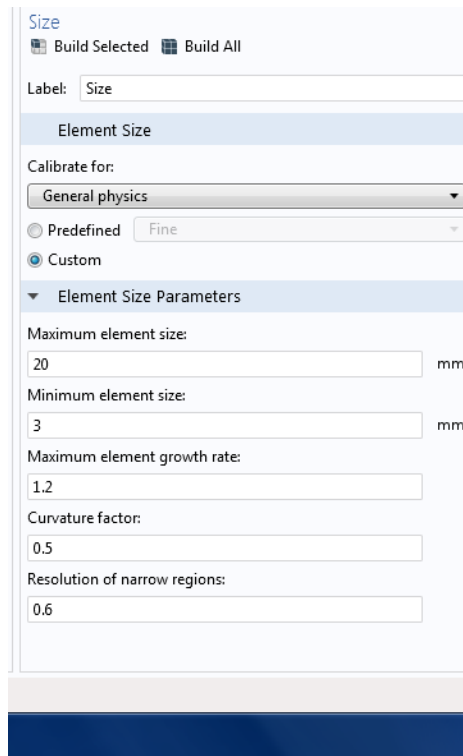 Size
Build Selected Build All
Label: Size
Element Size
Calibrate for:
General physics
Predefined Fine
Custom
Element Size Parameters
Maximum element size:
20 mm
Minimum element size:
3 mm
Maximum element growth rate:
1.2
Curvature factor:
0.5
Resolution of narrow regions:
0.6